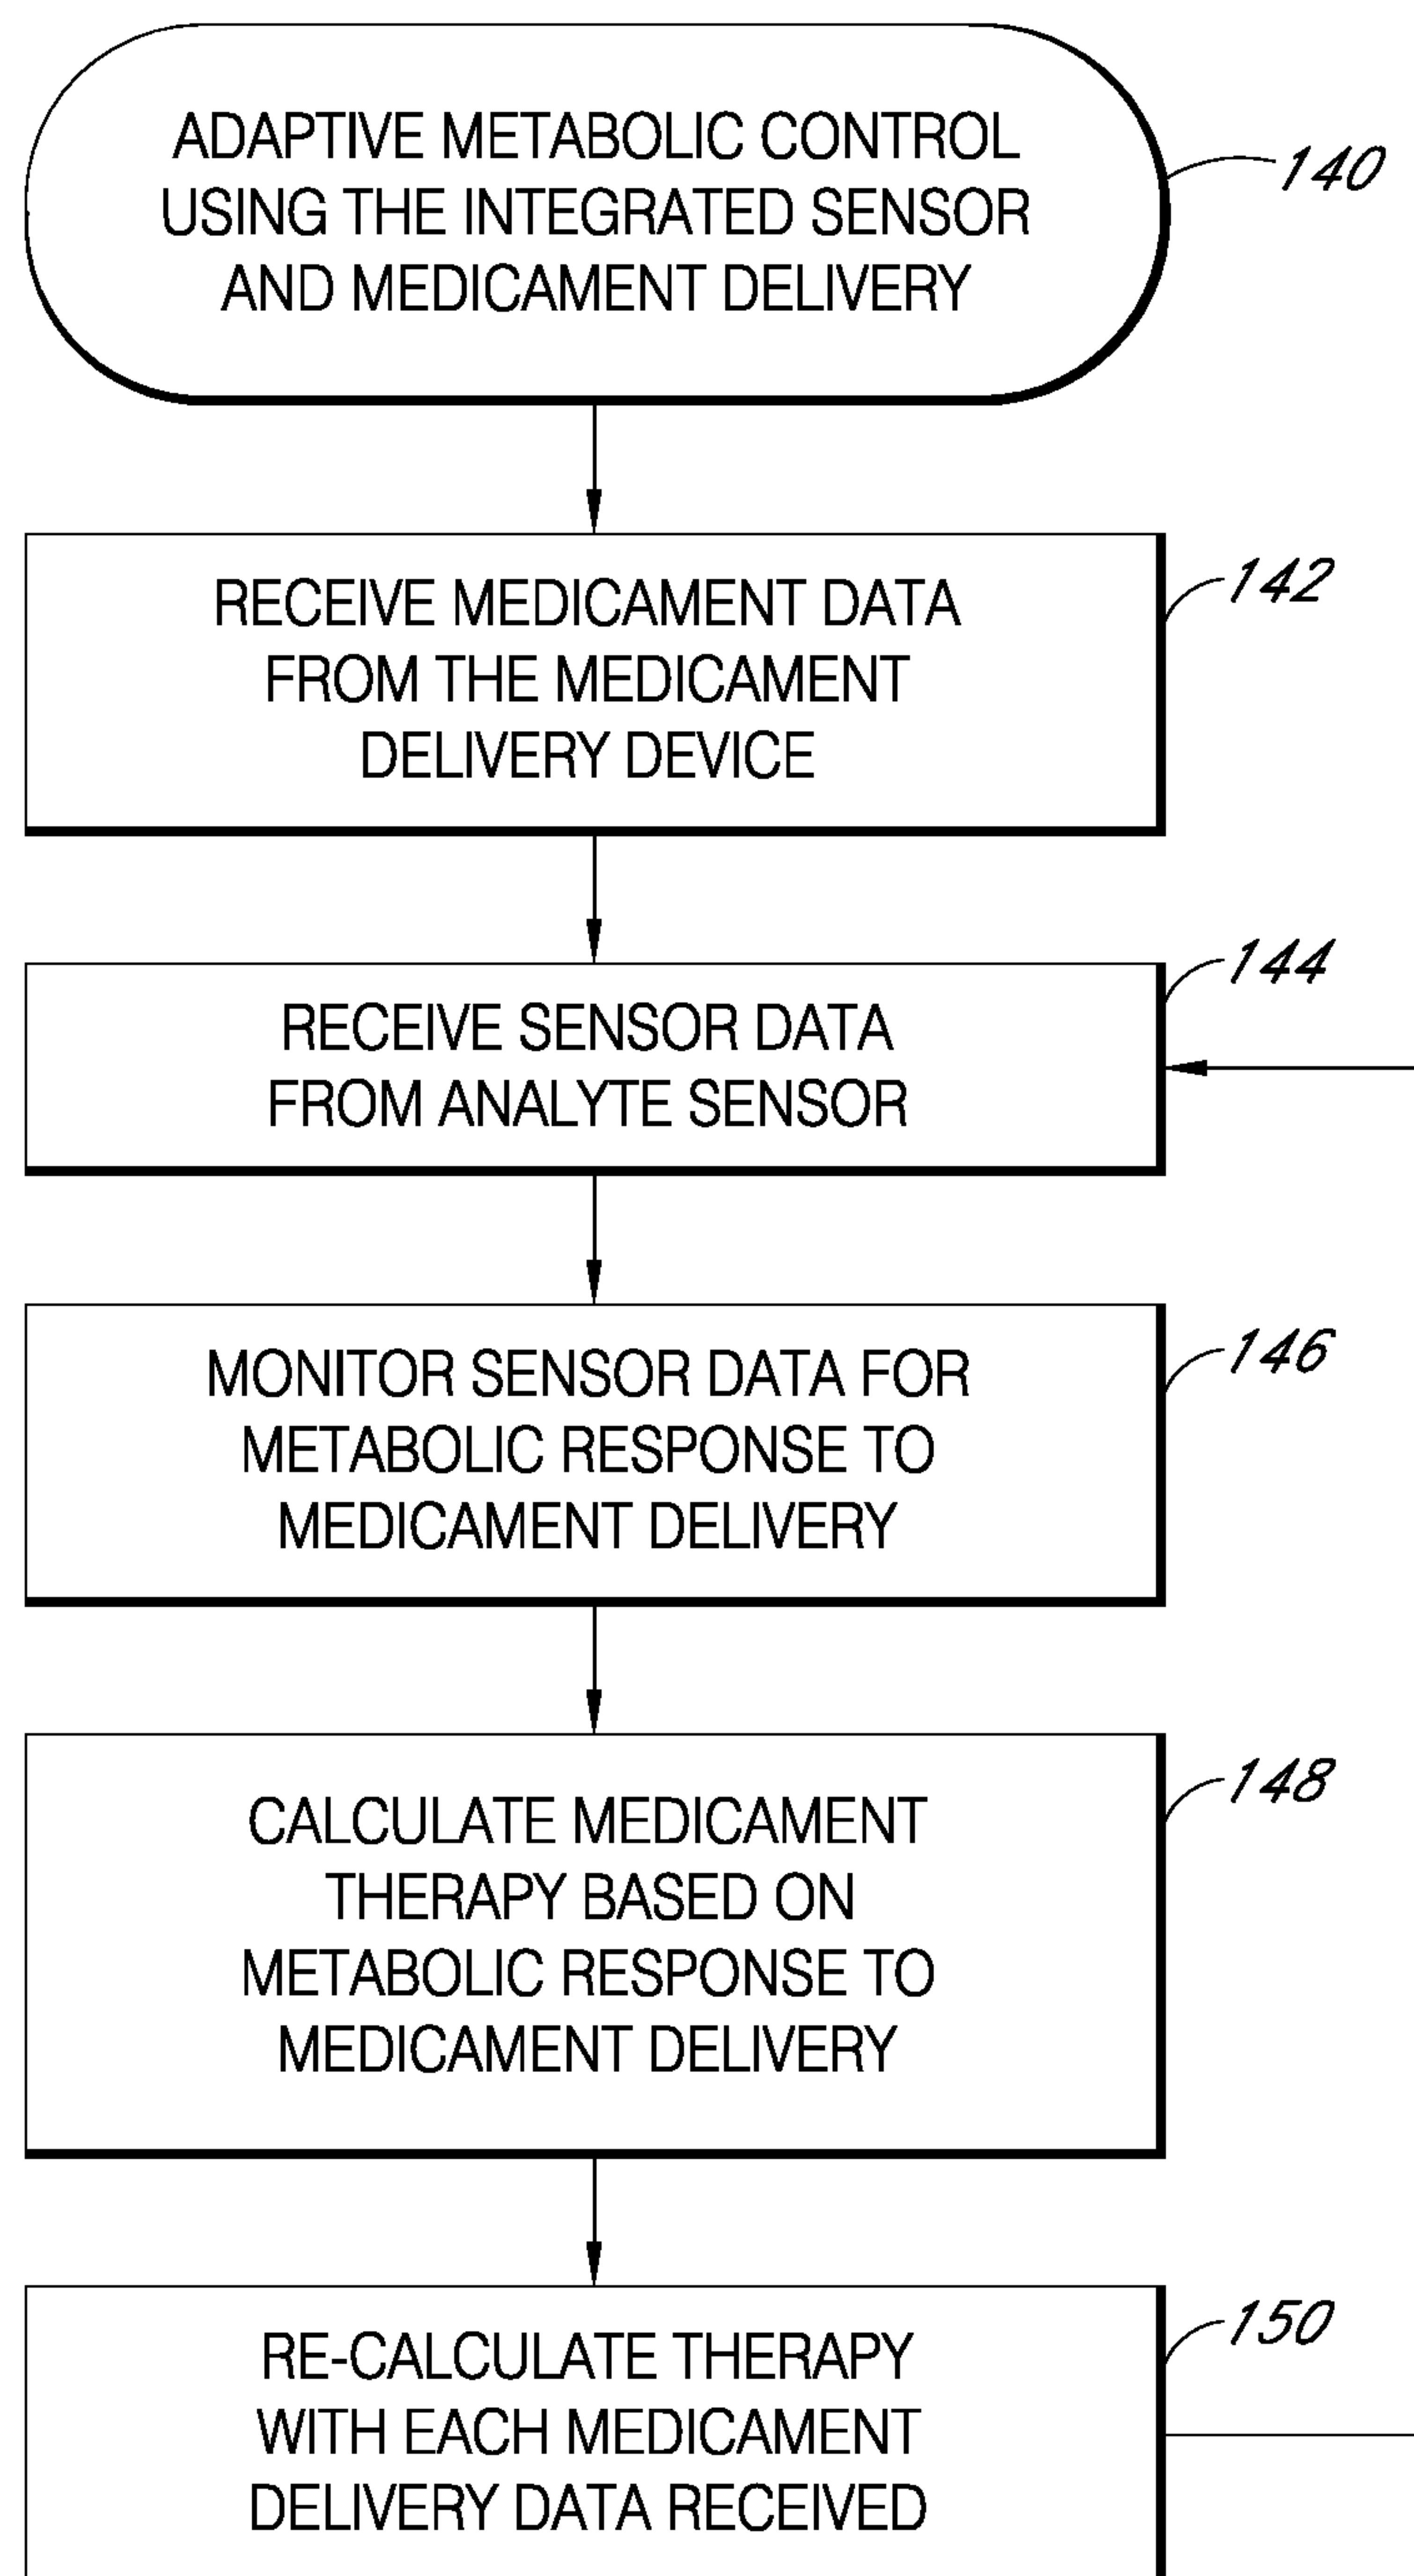 ADAPTIVE METABOLIC CONTROL
USING THE INTEGRATED SENSOR
AND MEDICAMENT DELIVERY
140
RECEIVE MEDICAMENT DATA
FROM THE MEDICAMENT
DELIVERY DEVICE
142
RECEIVE SENSOR DATA
FROM ANALYTE SENSOR
144
MONITOR SENSOR DATA FOR
METABOLIC RESPONSE TO
MEDICAMENT DELIVERY
146
CALCULATE MEDICAMENT
THERAPY BASED ON
METABOLIC RESPONSE TO
MEDICAMENT DELIVERY
148
RE-CALCULATE THERAPY
WITH EACH MEDICAMENT
DELIVERY DATA RECEIVED
150